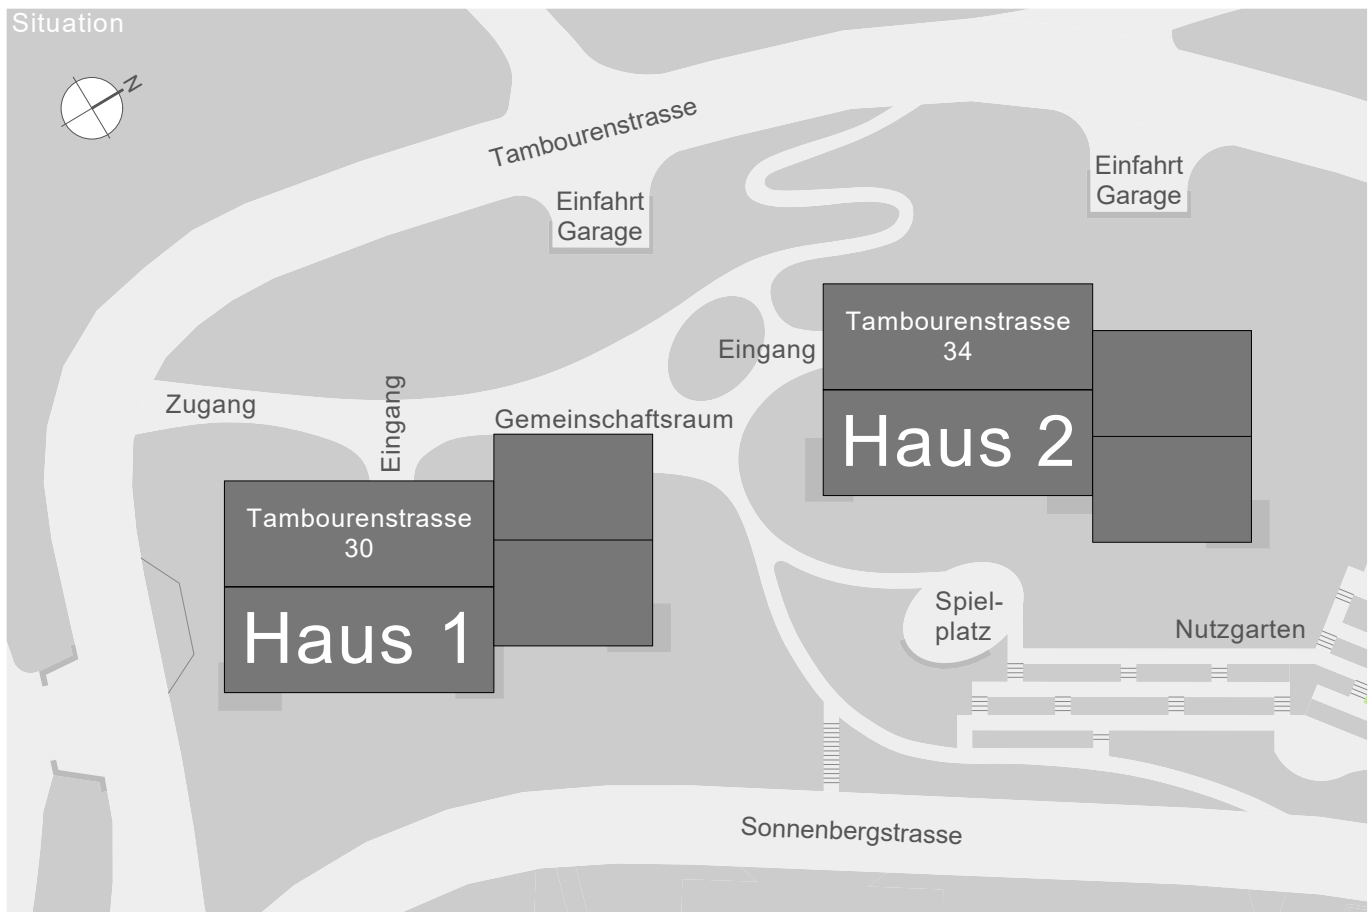 Situation
N
Tambourenstrasse
Einfahrt
Garage
Einfahrt
Garage
Tambourenstrasse
34
Eingang
Haus 2
Zugang
Eingang
Gemeinschaftsraum
Tambourenstrasse
30
Haus 1
Spiel-
platz
Nutzgarten
Sonnenbergstrasse